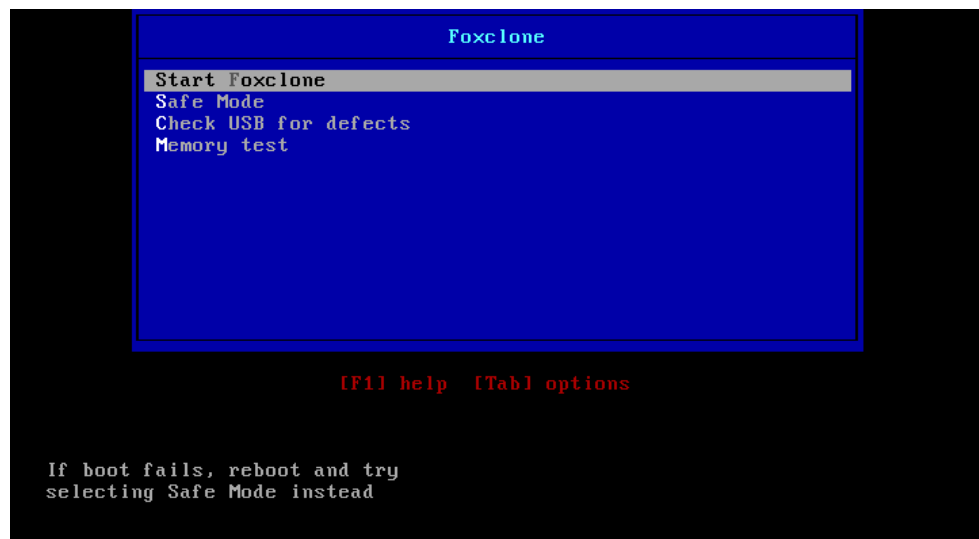 Foxclone
Start Foxclone
Safe Mode
Check USB for defects
Memory test
[F1] help [Tab] options
If boot fails, reboot and try
selecting Safe Mode instead